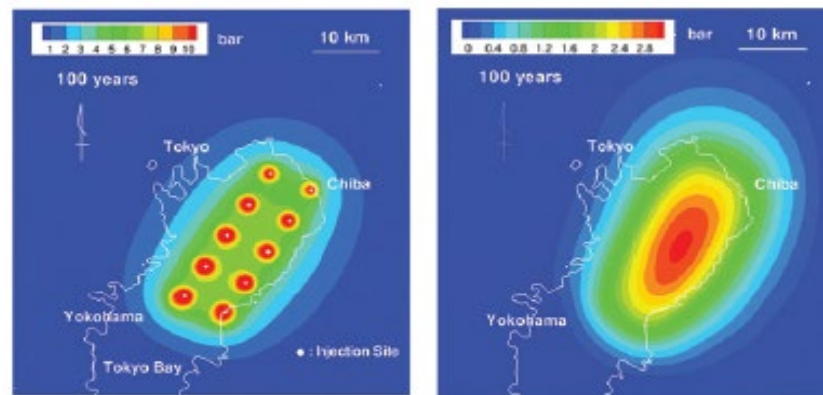 bar
10 km
1 2 3 4 5 6 7 8 9 10
100 years
Tokyo
Chiba
Yokohama
Tokyo Bay
: Injection Site
bar
10 km
0 0.4 0.8 1.2 1.6 2 2.4 2.8
100 years
Tokyo
Chiba
Yokohama
Tokyo Bay